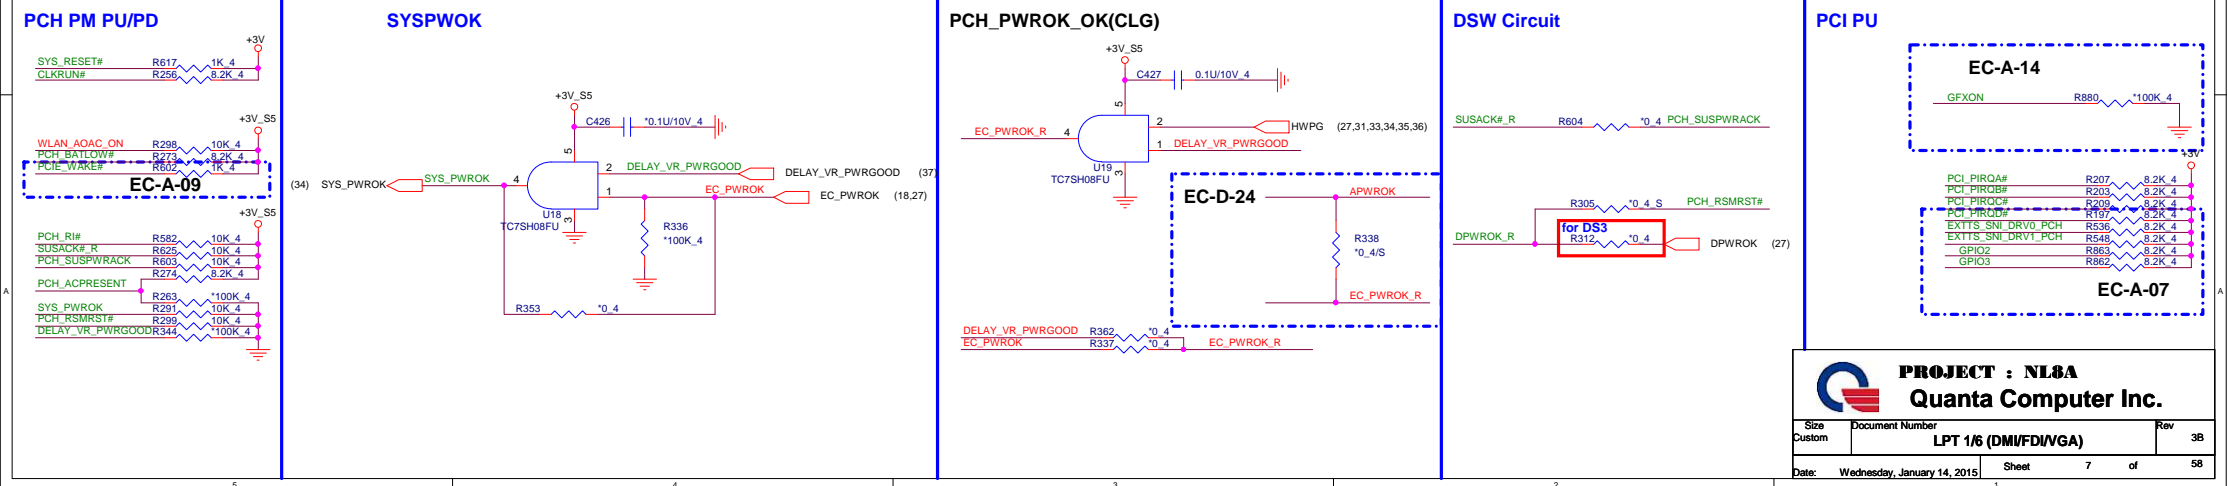 PCH PM PU/PD
+3V
SYS_RESET# R617 1K_4
CLKRUN# R256 8.2K_4
+3V_S5
WLAN_AOAC_ON R298 10K_4
PCH_BATLOW# R273 8.2K_4
PCIE_WAKE# R602 1K_4
EC-A-09
+3V_S5
PCH_RI# R582 10K_4
SUSACK#_R R625 10K_4
PCH_SUSPWRACK R603 10K_4
R274 8.2K_4
PCH_ACPRESENT
R263 *100K_4
SYS_PWROK R291 10K_4
PCH_RSMRST# R299 10K_4
DELAY_VR_PWRGOOD R344 *100K_4
SYSPWOK
+3V_S5
C426 *0.1U/10V_4
5
2 DELAY_VR_PWRGOOD DELAY_VR_PWRGOOD (37)
(34) SYS_PWROK SYS_PWROK 4
1 EC_PWROK EC_PWROK (18,27)
U18
3
TC7SH08FU
R336
*100K_4
R353 *0_4
PCH_PWROK_OK(CLG)
+3V_S5
C427 0.1U/10V_4
5
2 HWPG (27,31,33,34,35,36)
EC_PWROK_R 4
1 DELAY_VR_PWRGOOD
U19
3
TC7SH08FU
EC-D-24
APWROK
R338
*0_4/S
EC_PWROK_R
DELAY_VR_PWRGOOD R362 *0_4
EC_PWROK R337 *0_4 EC_PWROK_R
DSW Circuit
SUSACK#_R R604 *0_4 PCH_SUSPWRACK
R305 *0_4_S PCH_RSMRST#
for DS3
DPWROK_R R312 *0_4 DPWROK (27)
PCI PU
EC-A-14
GFXON R880 *100K_4
+3V
PCI_PIRQA# R207 8.2K_4
PCI_PIRQB# R203 8.2K_4
PCI_PIRQC# R209 8.2K_4
PCI_PIRQD# R197 8.2K_4
EXTTS_SNI_DRV0_PCH R536 8.2K_4
EXTTS_SNI_DRV1_PCH R548 8.2K_4
GPIO2 R863 8.2K_4
GPIO3 R862 8.2K_4
EC-A-07
A
A
PROJECT : NL8A
Quanta Computer Inc.
Size Document Number Rev
Custom LPT 1/6 (DMI/FDI/VGA) 3B
Date: Wednesday, January 14, 2015 Sheet 7 of 58
5 4 3 2 1